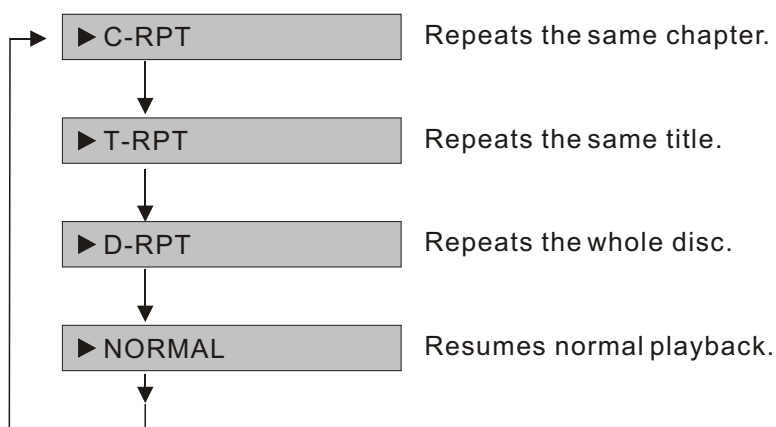 ▶ C-RPT Repeats the same chapter.
▶ T-RPT Repeats the same title.
▶ D-RPT Repeats the whole disc.
▶ NORMAL Resumes normal playback.